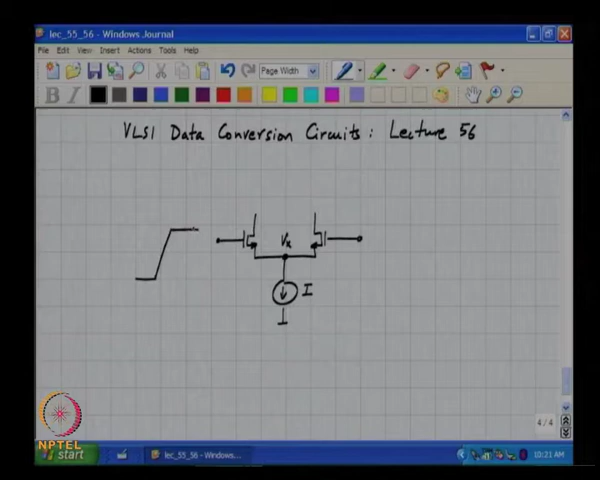 lec_55_56 - Windows Journal
File Edit View Insert Actions Tools Help
Page Width
B I
VLSI Data Conversion Circuits: Lecture 56
Vx
I
4/4
NPTEL
start lec_55_56 - Windows... 10:21 AM